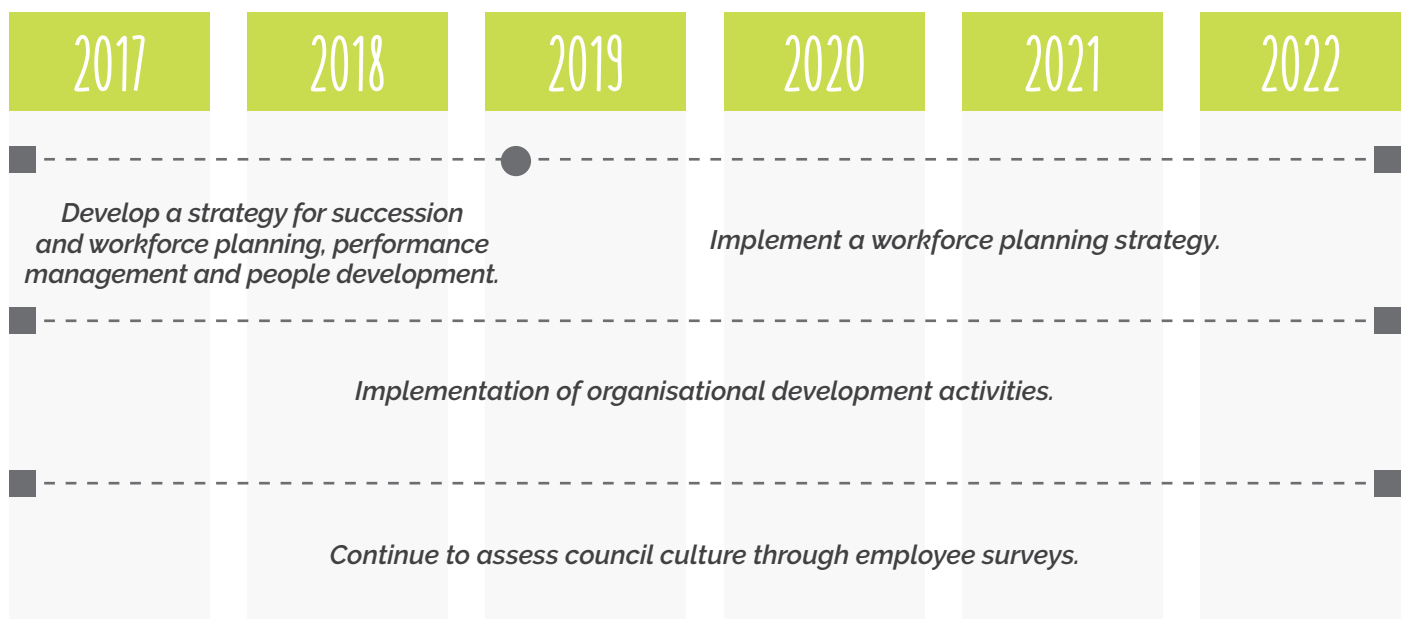 2017 2018 2019 2020 2021 2022
Develop a strategy for succession
and workforce planning, performance
management and people development.
Implement a workforce planning strategy.
Implementation of organisational development activities.
Continue to assess council culture through employee surveys.